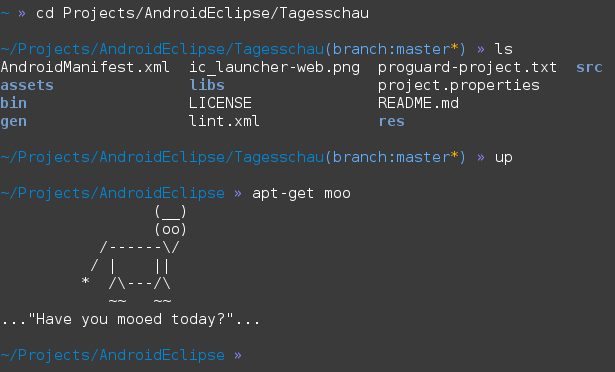 ~ » cd Projects/AndroidEclipse/Tagesschau
~/Projects/AndroidEclipse/Tagesschau(branch:master*) » ls
AndroidManifest.xml  ic_launcher-web.png  proguard-project.txt  src
assets               libs                 project.properties
bin                  LICENSE              README.md
gen                  lint.xml             res
~/Projects/AndroidEclipse/Tagesschau(branch:master*) » up
~/Projects/AndroidEclipse » apt-get moo
                 (__)
                 (oo)
           /------\/
          / |    ||
         *  /\---/\
            ~~   ~~
..."Have you mooed today?"...
~/Projects/AndroidEclipse »